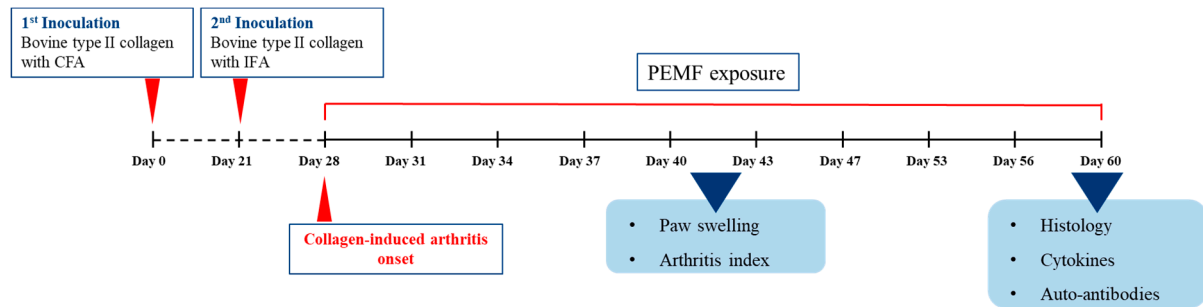 1st Inoculation
Bovine type II collagen
with CFA
2nd Inoculation
Bovine type II collagen
with IFA
PEMF exposure
Day 0
Day 21
Day 28
Day 31
Day 34
Day 37
Day 40
Day 43
Day 47
Day 53
Day 56
Day 60
Collagen-induced arthritis
onset
• Paw swelling
• Arthritis index
• Histology
• Cytokines
• Auto-antibodies